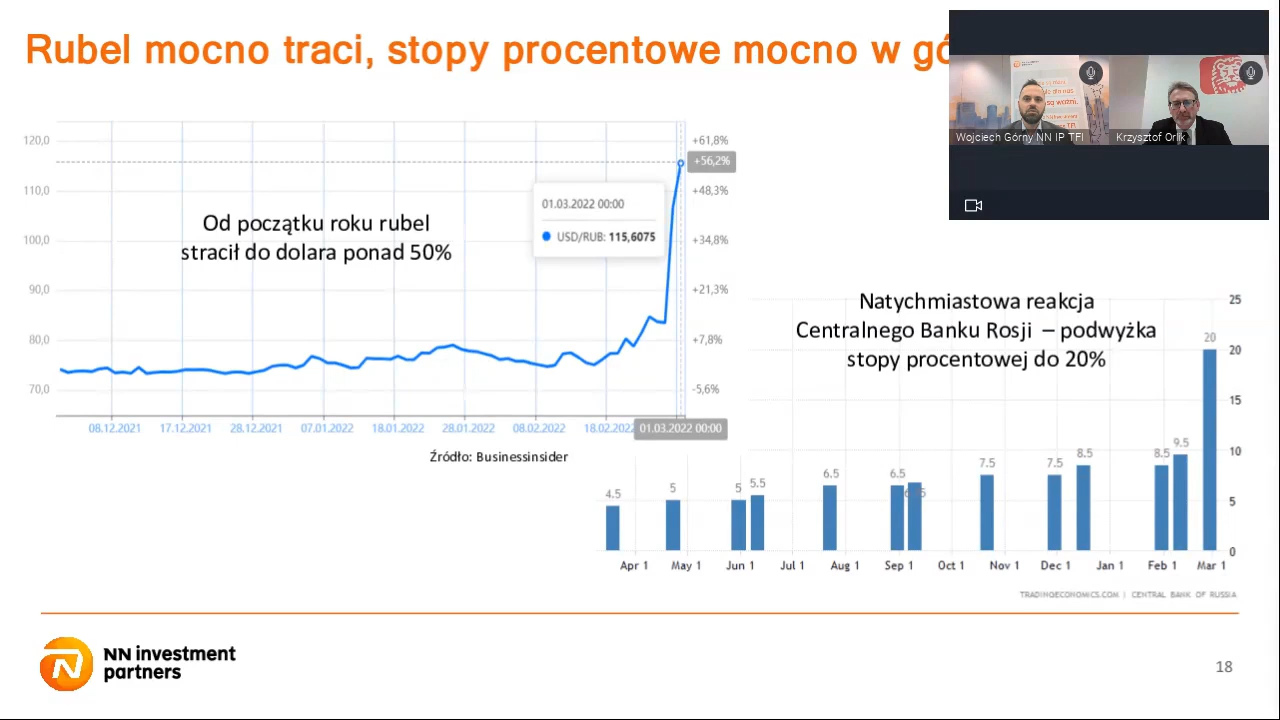 Rubel mocno traci, stopy procentowe mocno w gó
Wojciech Górny NN IP TFI
Krzysztof Orlik
120,0
110,0
100,0
90,0
80,0
70,0
+61,8%
+56,2%
+48,3%
+34,8%
+21,3%
+7,8%
-5,6%
Od początku roku rubel
stracił do dolara ponad 50%
01.03.2022 00:00
USD/RUB: 115,6075
08.12.2021 17.12.2021 28.12.2021 07.01.2022 18.01.2022 28.01.2022 08.02.2022 18.02.2022 01.03.2022 00:00
Źródło: Businessinsider
Natychmiastowa reakcja
Centralnego Banku Rosji – podwyżka
stopy procentowej do 20%
25
20
15
10
5
0
4.5 5 5 5.5 6.5 6.5 7.5 7.5 8.5 8.5 9.5 20
Apr 1 May 1 Jun 1 Jul 1 Aug 1 Sep 1 Oct 1 Nov 1 Dec 1 Jan 1 Feb 1 Mar 1
TRADINGECONOMICS.COM | CENTRAL BANK OF RUSSIA
NN investment
partners
18